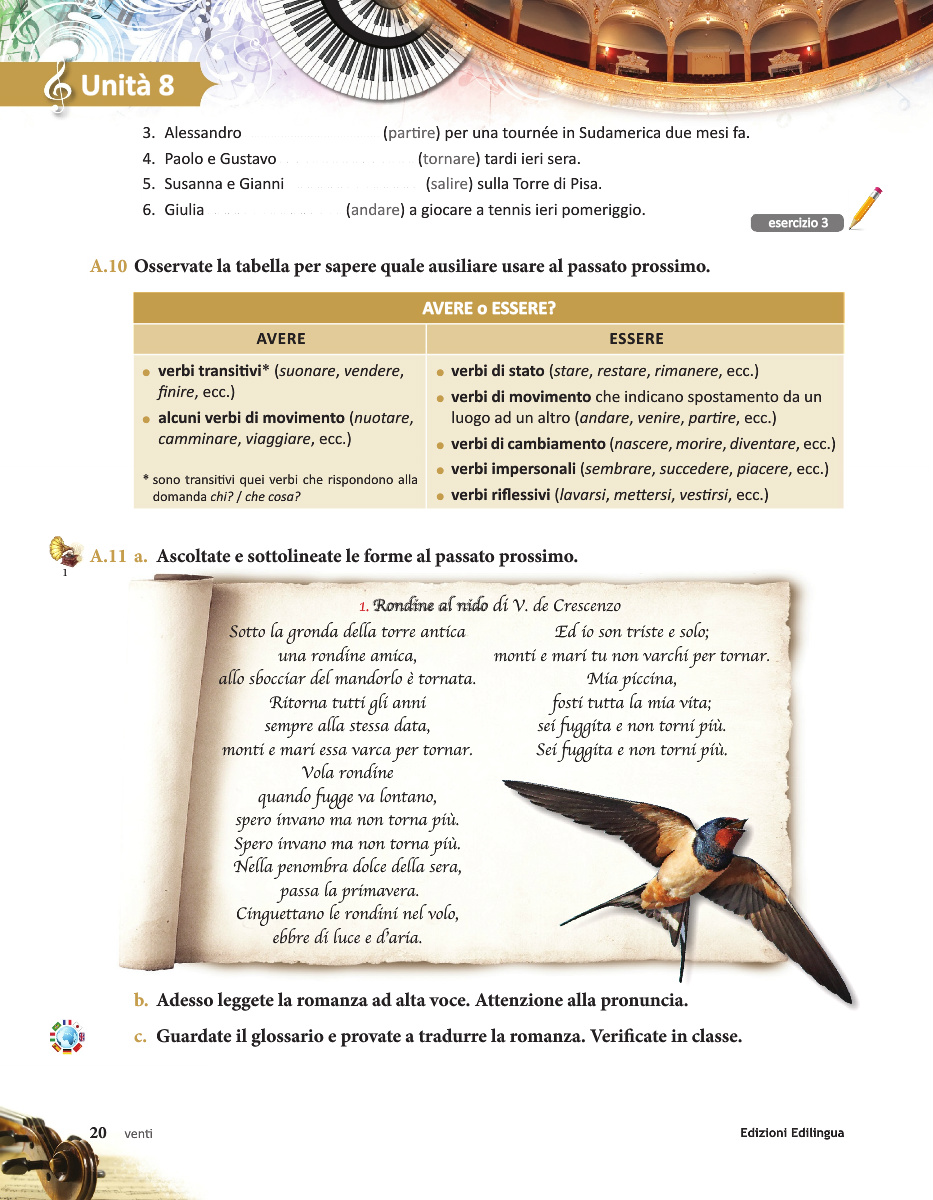 Unità 8
3. Alessandro (partire) per una tournée in Sudamerica due mesi fa.
4. Paolo e Gustavo (tornare) tardi ieri sera.
5. Susanna e Gianni (salire) sulla Torre di Pisa.
6. Giulia (andare) a giocare a tennis ieri pomeriggio.
esercizio 3
A.10 Osservate la tabella per sapere quale ausiliare usare al passato prossimo.
AVERE o ESSERE?
AVERE
• verbi transitivi* (suonare, vendere,
finire, ecc.)
• alcuni verbi di movimento (nuotare,
camminare, viaggiare, ecc.)
* sono transitivi quei verbi che rispondono alla
domanda chi? / che cosa?
ESSERE
• verbi di stato (stare, restare, rimanere, ecc.)
• verbi di movimento che indicano spostamento da un
luogo ad un altro (andare, venire, partire, ecc.)
• verbi di cambiamento (nascere, morire, diventare, ecc.)
• verbi impersonali (sembrare, succedere, piacere, ecc.)
• verbi riflessivi (lavarsi, mettersi, vestirsi, ecc.)
1
A.11 a. Ascoltate e sottolineate le forme al passato prossimo.
1. Rondine al nido di V. de Crescenzo
Sotto la gronda della torre antica
una rondine amica,
allo sbocciar del mandorlo è tornata.
Ritorna tutti gli anni
sempre alla stessa data,
monti e mari essa varca per tornar.
Vola rondine
quando fugge va lontano,
spero invano ma non torna più.
Spero invano ma non torna più.
Nella penombra dolce della sera,
passa la primavera.
Cinguettano le rondini nel volo,
ebbre di luce e d'aria.
Ed io son triste e solo;
monti e mari tu non varchi per tornar.
Mia piccina,
fosti tutta la mia vita;
sei fuggita e non torni più.
Sei fuggita e non torni più.
b. Adesso leggete la romanza ad alta voce. Attenzione alla pronuncia.
c. Guardate il glossario e provate a tradurre la romanza. Verificate in classe.
20 venti
Edizioni Edilingua